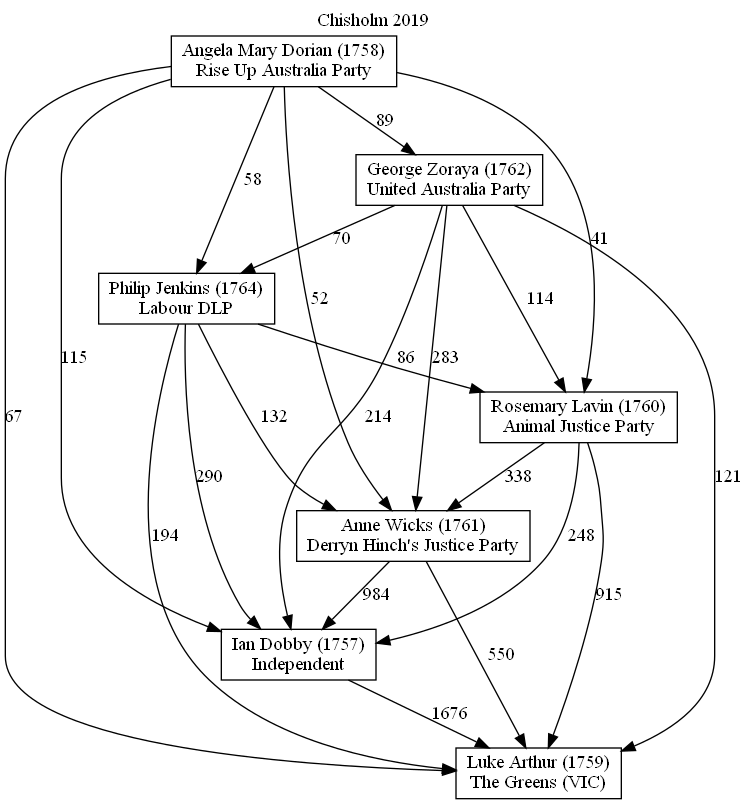 Chisholm 2019
Angela Mary Dorian (1758)
Rise Up Australia Party
89
George Zoraya (1762)
United Australia Party
58
70
41
Philip Jenkins (1764)
Labour DLP
52
114
115
86
283
Rosemary Lavin (1760)
Animal Justice Party
67
132
214
290
338
121
Anne Wicks (1761)
Derryn Hinch's Justice Party
194
248
984
915
Ian Dobby (1757)
Independent
550
1676
Luke Arthur (1759)
The Greens (VIC)